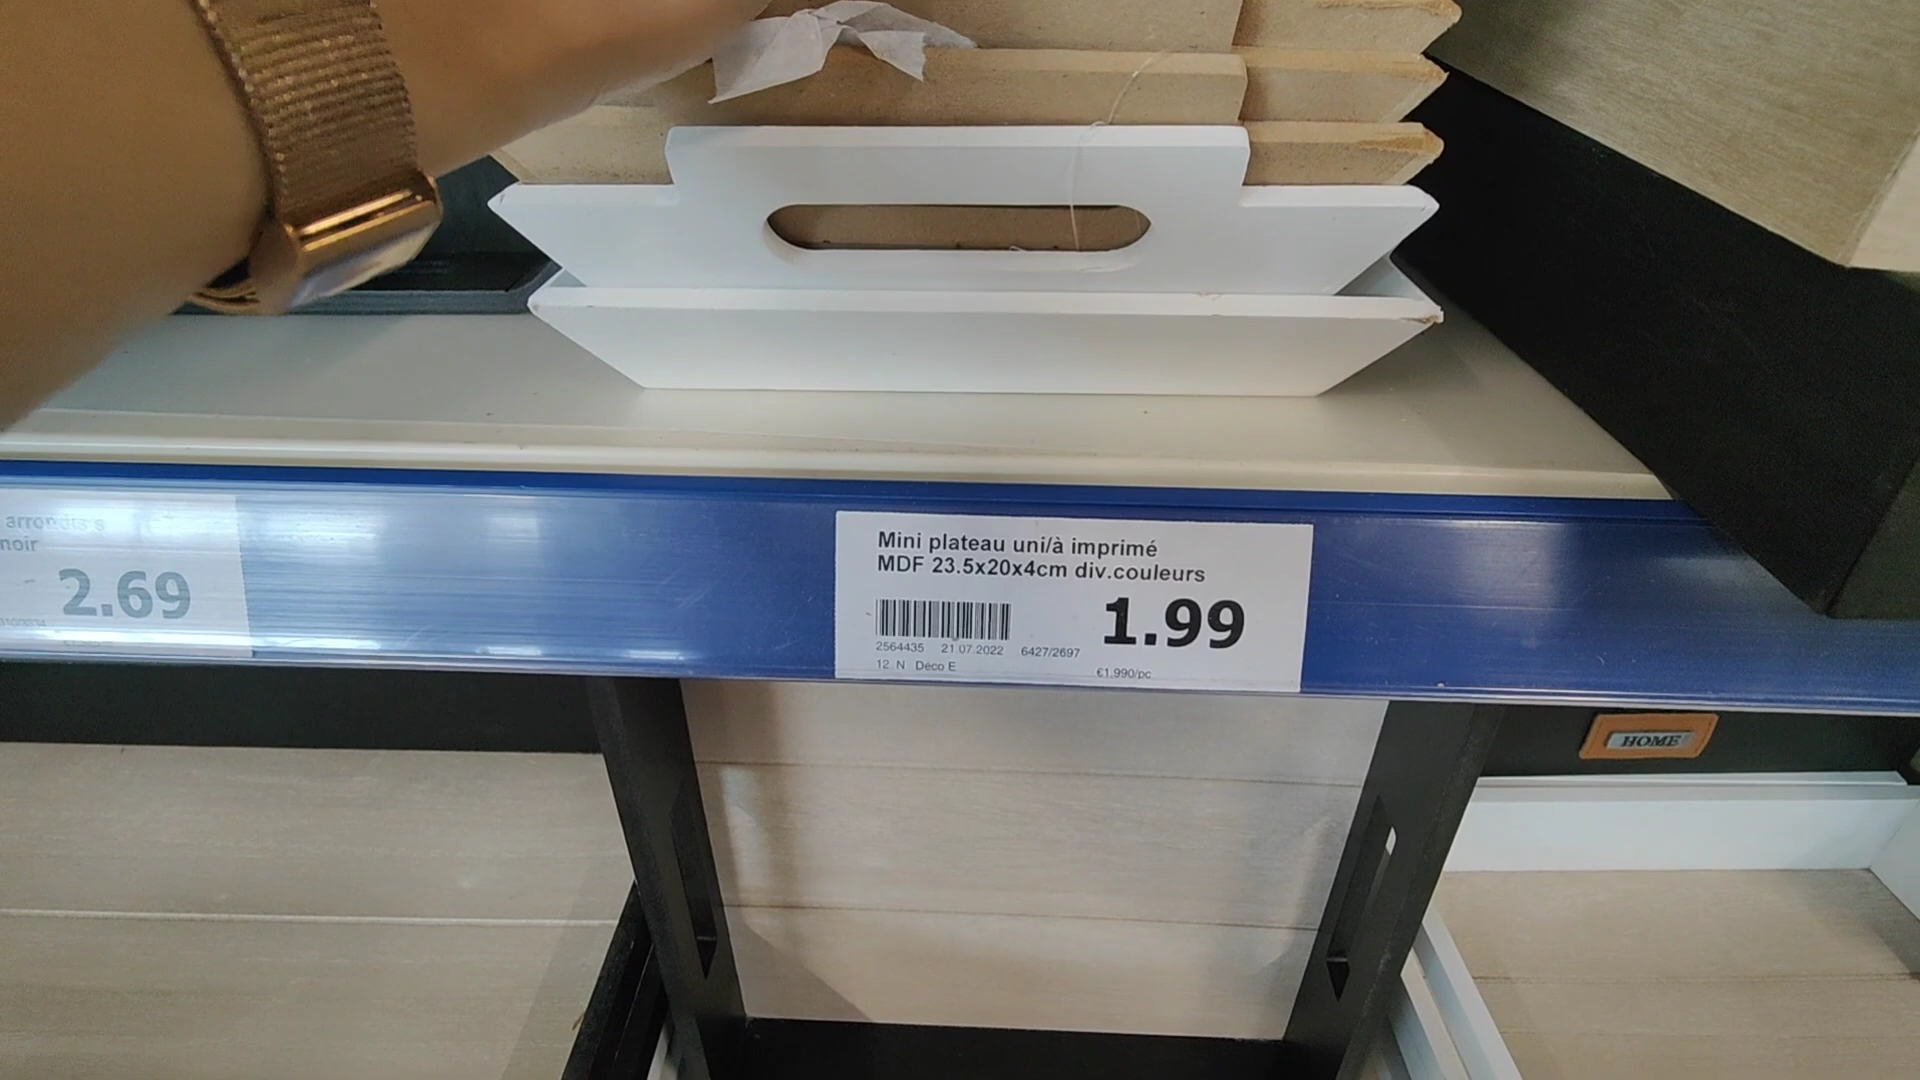 arrondis s
noir
2.69
Mini plateau uni/à imprimé
MDF 23.5x20x4cm div.couleurs
1.99
2564435 21.07.2022 6427/2697
12 N Déco E
€1.990/pc
HOME